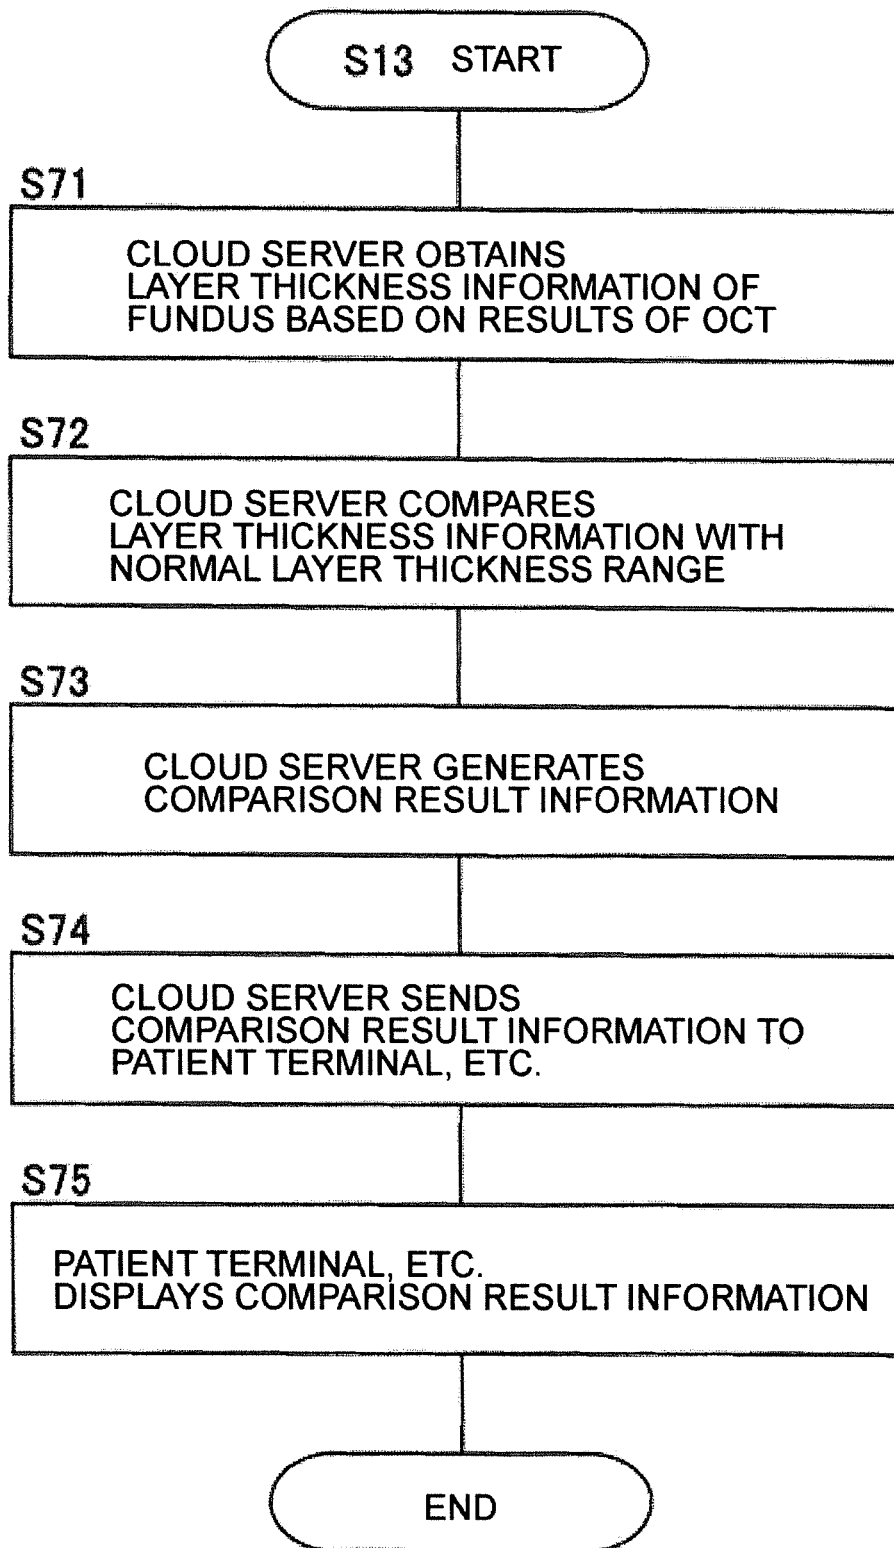 S13 START
S71
CLOUD SERVER OBTAINS
LAYER THICKNESS INFORMATION OF
FUNDUS BASED ON RESULTS OF OCT
S72
CLOUD SERVER COMPARES
LAYER THICKNESS INFORMATION WITH
NORMAL LAYER THICKNESS RANGE
S73
CLOUD SERVER GENERATES
COMPARISON RESULT INFORMATION
S74
CLOUD SERVER SENDS
COMPARISON RESULT INFORMATION TO
PATIENT TERMINAL, ETC.
S75
PATIENT TERMINAL, ETC.
DISPLAYS COMPARISON RESULT INFORMATION
END